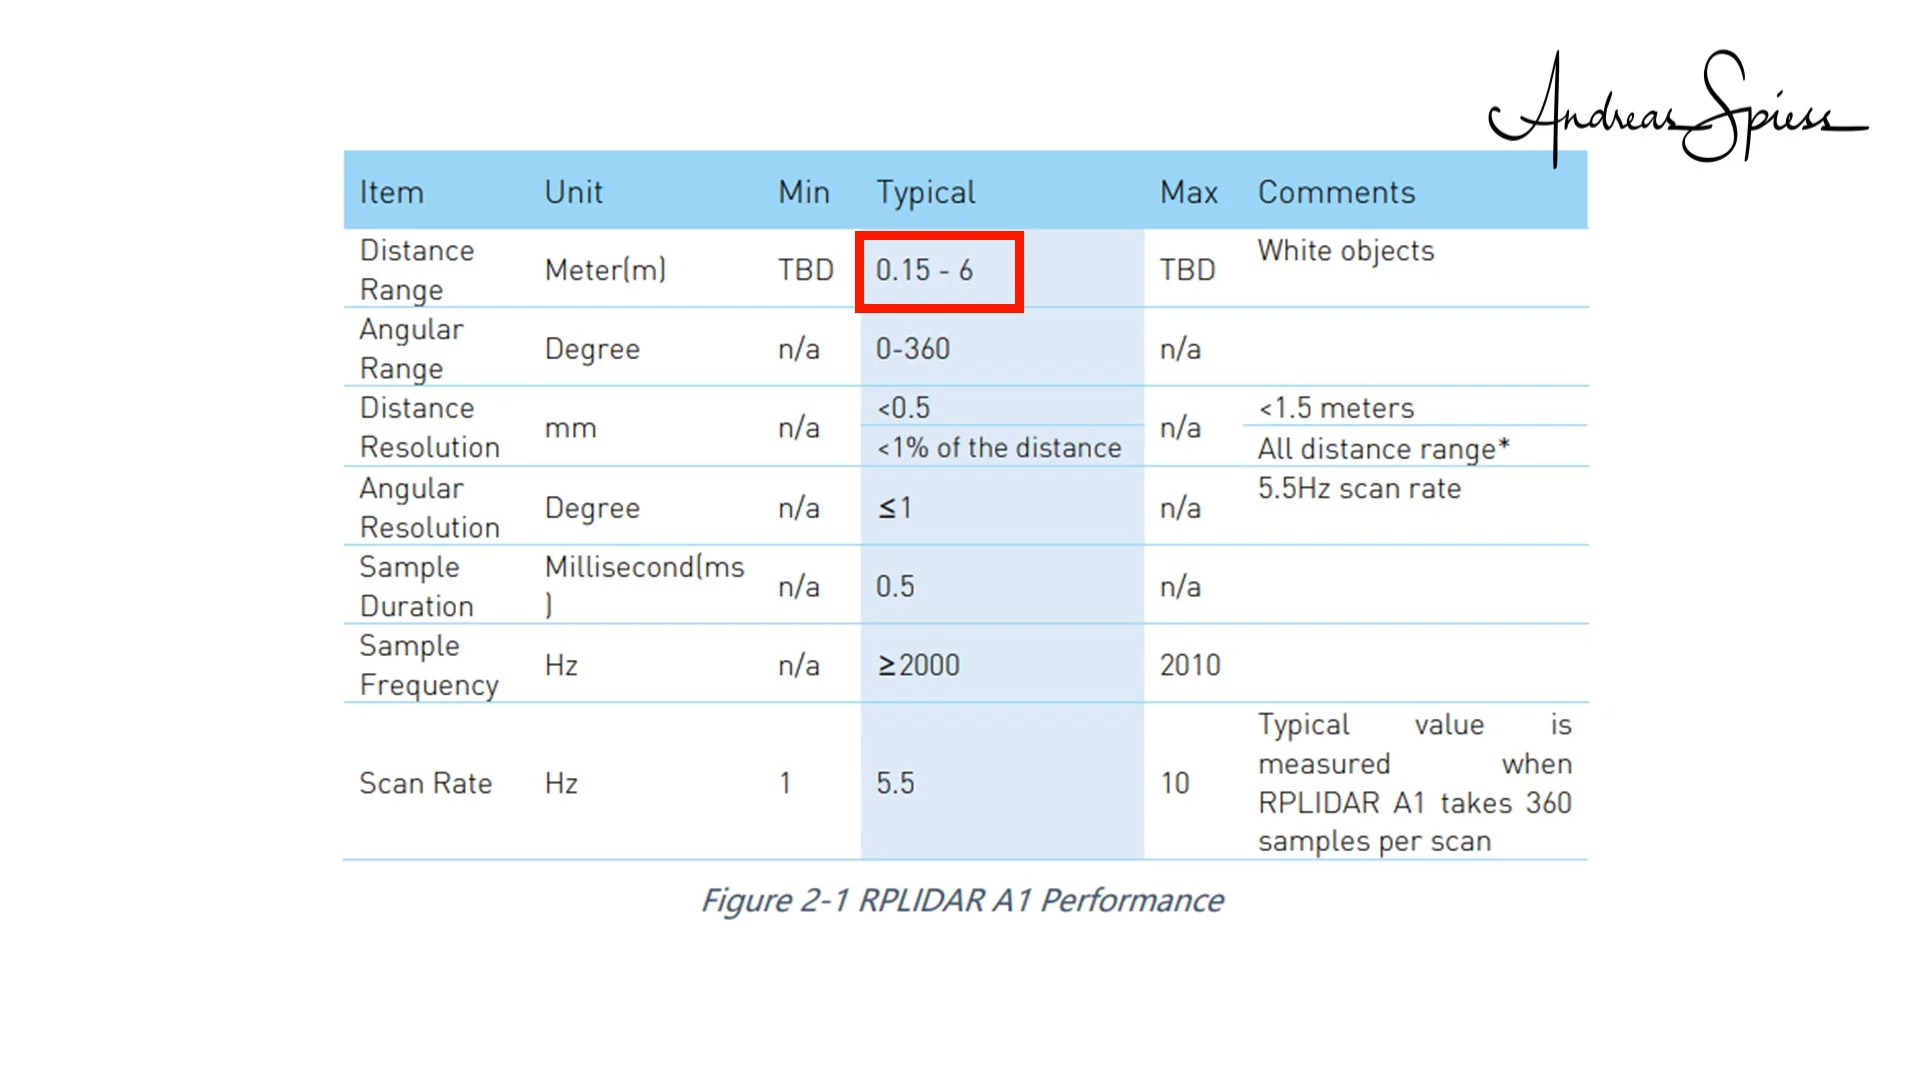 Andreas Spiess
Item Unit Min Typical Max Comments
Distance Range Meter(m) TBD 0.15 - 6 TBD White objects
Angular Range Degree n/a 0-360 n/a
Distance Resolution mm n/a <0.5 n/a <1.5 meters
<1% of the distance All distance range*
Angular Resolution Degree n/a ≤1 n/a 5.5Hz scan rate
Sample Duration Millisecond(ms) n/a 0.5 n/a
Sample Frequency Hz n/a ≥2000 2010
Scan Rate Hz 1 5.5 10 Typical value is
measured when
RPLIDAR A1 takes 360
samples per scan
Figure 2-1 RPLIDAR A1 Performance